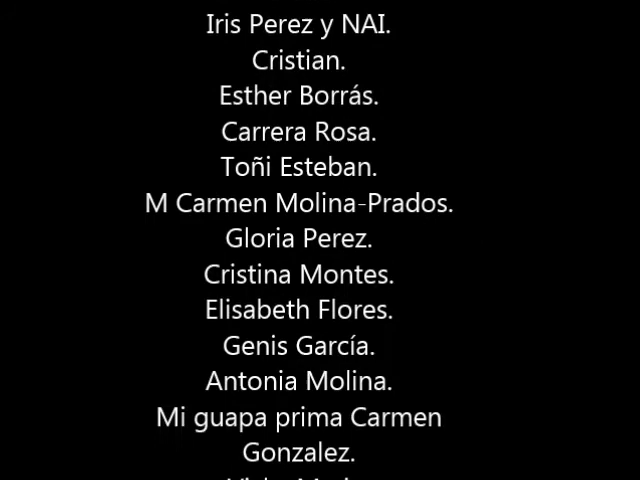 Iris Perez y NAI.
Cristian.
Esther Borrás.
Carrera Rosa.
Toñi Esteban.
M Carmen Molina-Prados.
Gloria Perez.
Cristina Montes.
Elisabeth Flores.
Genis García.
Antonia Molina.
Mi guapa prima Carmen
Gonzalez.